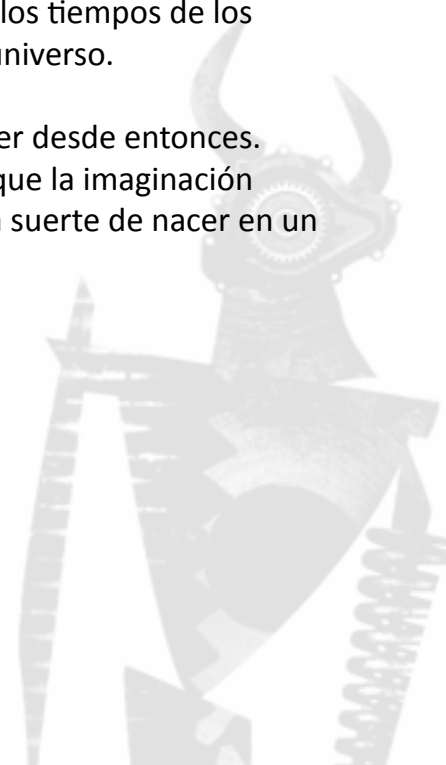 los tiempos de los
universo.
er desde entonces.
que la imaginación
suerte de nacer en un